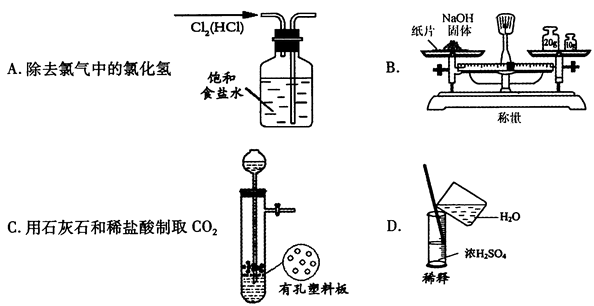 Cl₂(HCl)
A. 除去氯气中的氯化氢
饱和
食盐水
B.
纸片
NaOH
固体
20g
10g
称量
C. 用石灰石和稀盐酸制取 CO₂
有孔塑料板
D.
H₂O
浓H₂SO₄
稀释